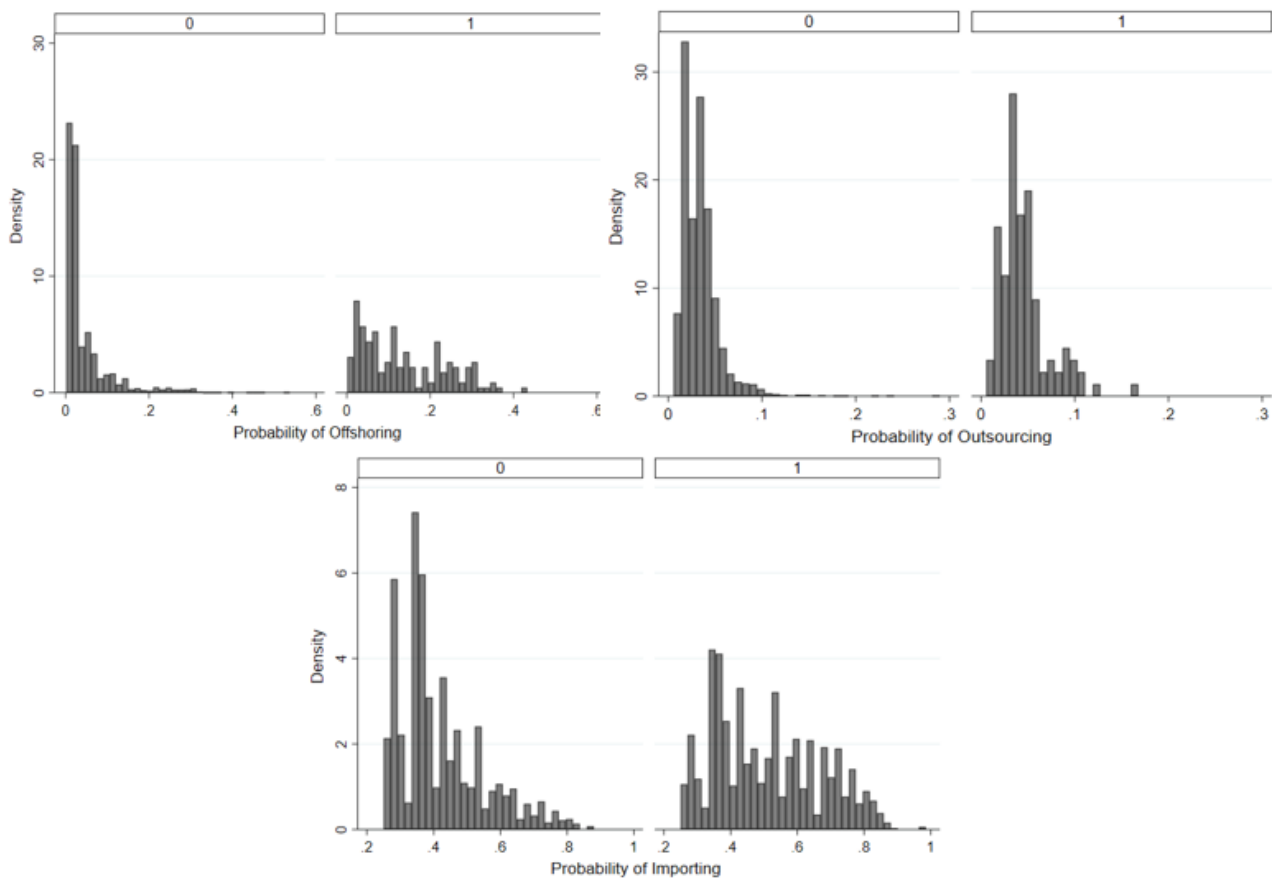 0 1
Density
0 10 20 30
0 .2 .4 .6 0 .2 .4 .6
Probability of Offshoring
0 1
Density
0 10 20 30
0 .1 .2 .3 0 .1 .2 .3
Probability of Outsourcing
0 1
Density
0 2 4 6 8
.2 .4 .6 .8 1 .2 .4 .6 .8 1
Probability of Importing